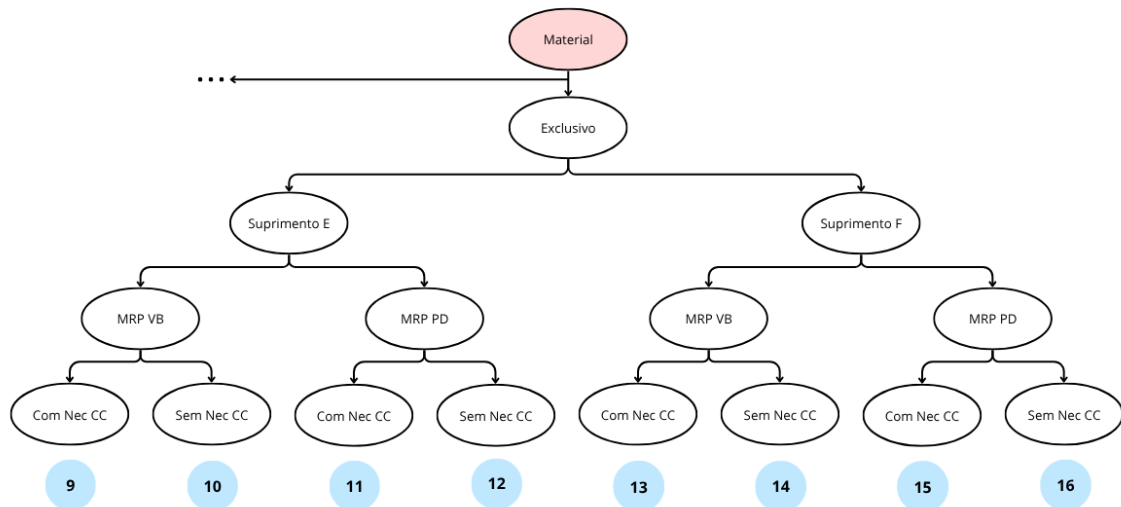 Material
Exclusivo
Suprimento E
Suprimento F
MRP VB
MRP PD
MRP VB
MRP PD
Com Nec CC
Sem Nec CC
Com Nec CC
Sem Nec CC
Com Nec CC
Sem Nec CC
Com Nec CC
Sem Nec CC
9
10
11
12
13
14
15
16